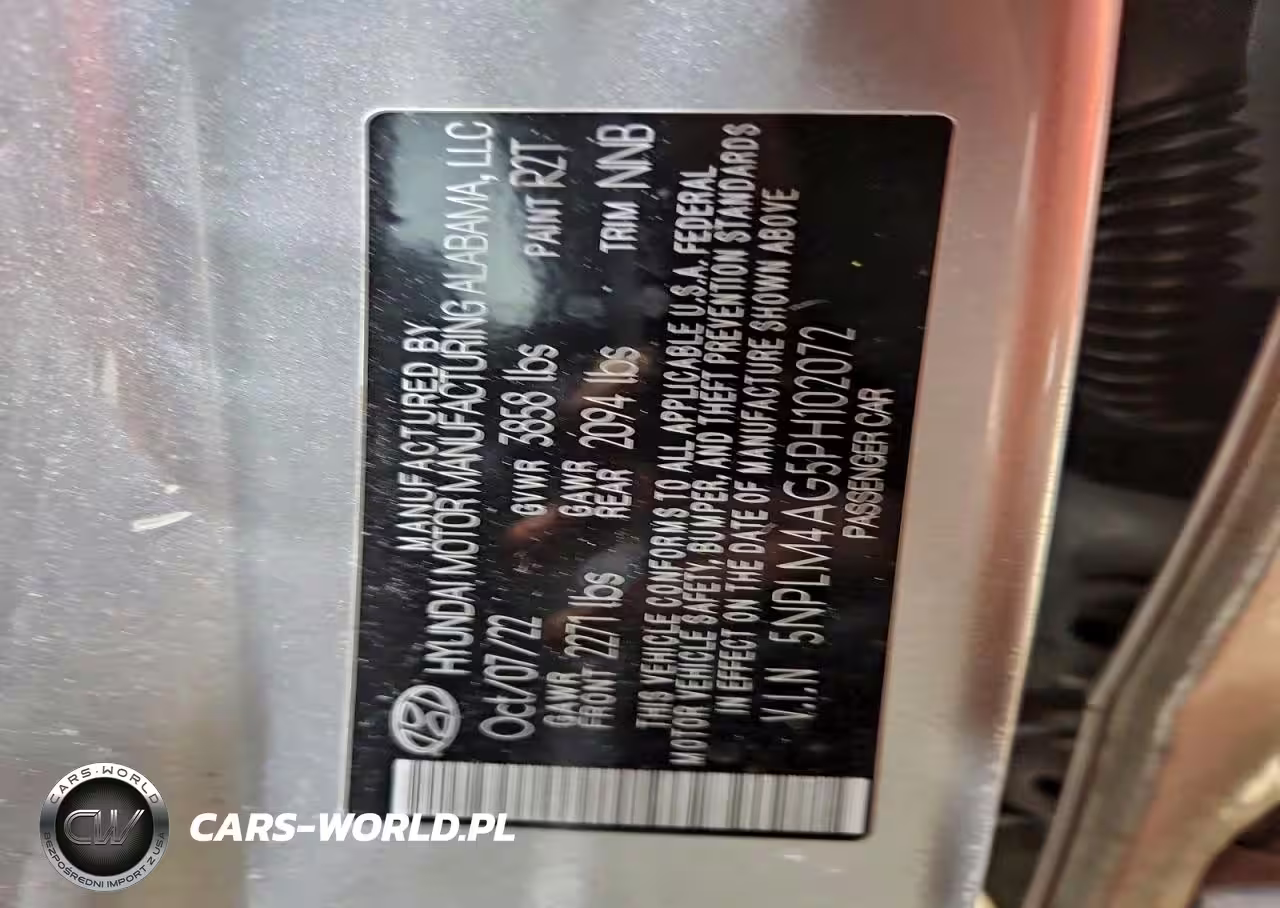 MANUFACTURED BY
HYUNDAI MOTOR MANUFACTURING ALABAMA, LLC
Oct/07/22 GVWR 3858 lbs PAINT R2T
GAWR FRONT 2271 lbs GAWR REAR 2094 lbs TRIM NNB
THIS VEHICLE CONFORMS TO ALL APPLICABLE U.S.A. FEDERAL
MOTOR VEHICLE SAFETY, BUMPER, AND THEFT PREVENTION STANDARDS
IN EFFECT ON THE DATE OF MANUFACTURE SHOWN ABOVE
V.I.N 5NPLM4AG5PH102072
PASSENGER CAR
CARS-WORLD
CW
BEZPOŚREDNI IMPORT Z USA
CARS-WORLD.PL